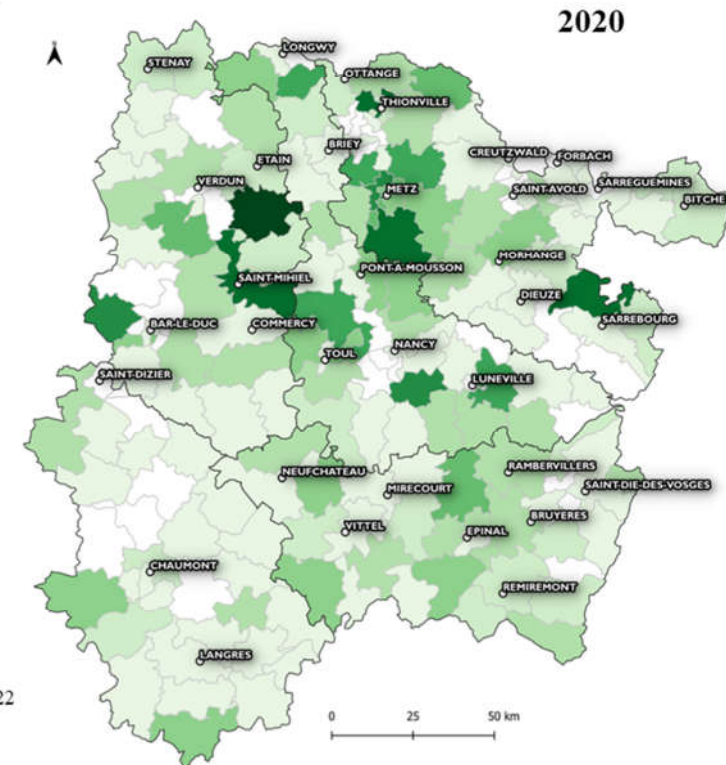 2020
LONGWY
STENAY
OTTANGE
THIONVILLE
BRIEY
CREUTZWALD
FORBACH
ETAIN
VERDUN
METZ
SAINT-AVOLD
SARREGUEMINES
BITCHE
MORHANGE
PONT-A-MOUSSON
SAINT-MIHIEL
DIEUZE
SARREBOURG
BAR-LE-DUC
COMMERCY
NANCY
TOUL
SAINT-DIZIER
LUNEVILLE
NEUFCHATEAU
RAMBERVILLERS
MIRECOURT
SAINT-DIE-DES-VOSGES
VITTEL
BRUYERES
EPINAL
CHAUMONT
REMIREMONT
LANGRES
22
0 25 50 km